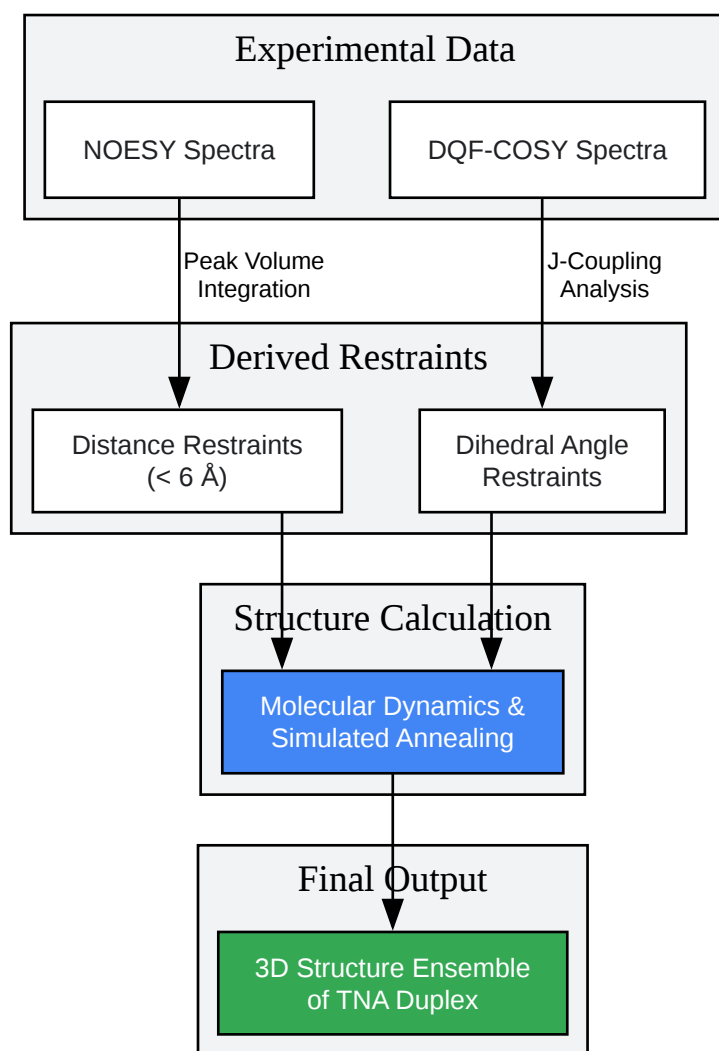 Experimental Data
NOESY Spectra
DQF-COSY Spectra
Peak Volume
Integration
J-Coupling
Analysis
Derived Restraints
Distance Restraints
(< 6 Å)
Dihedral Angle
Restraints
Structure Calculation
Molecular Dynamics &
Simulated Annealing
Final Output
3D Structure Ensemble
of TNA Duplex